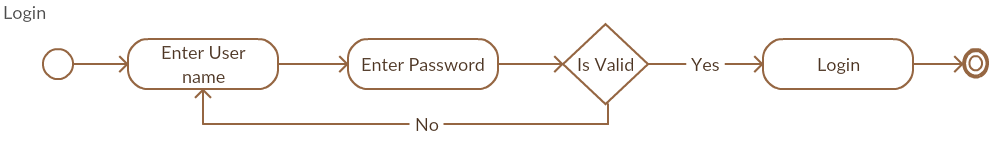 Login
Enter User
name
Enter Password
Is Valid
Yes
Login
No